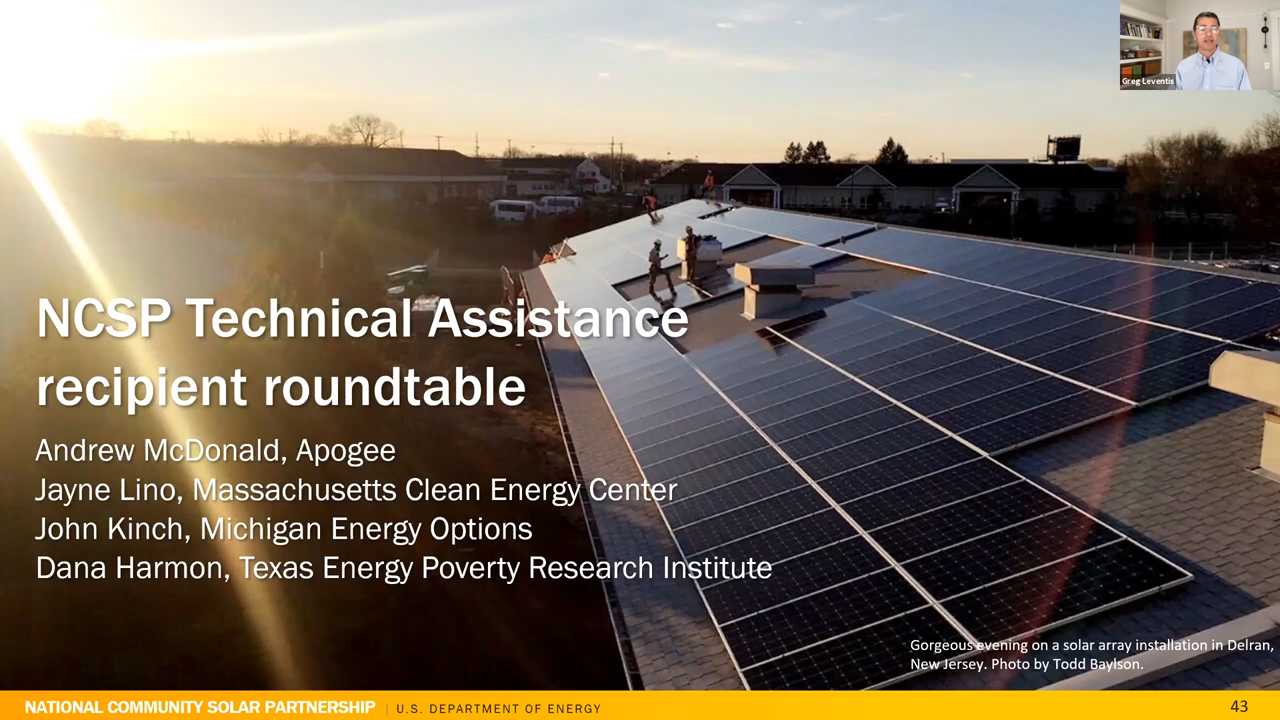 Greg Leventis
NCSP Technical Assistance
recipient roundtable
Andrew McDonald, Apogee
Jayne Lino, Massachusetts Clean Energy Center
John Kinch, Michigan Energy Options
Dana Harmon, Texas Energy Poverty Research Institute
Gorgeous evening on a solar array installation in Delran,
New Jersey. Photo by Todd Baylson.
NATIONAL COMMUNITY SOLAR PARTNERSHIP | U.S. DEPARTMENT OF ENERGY
43